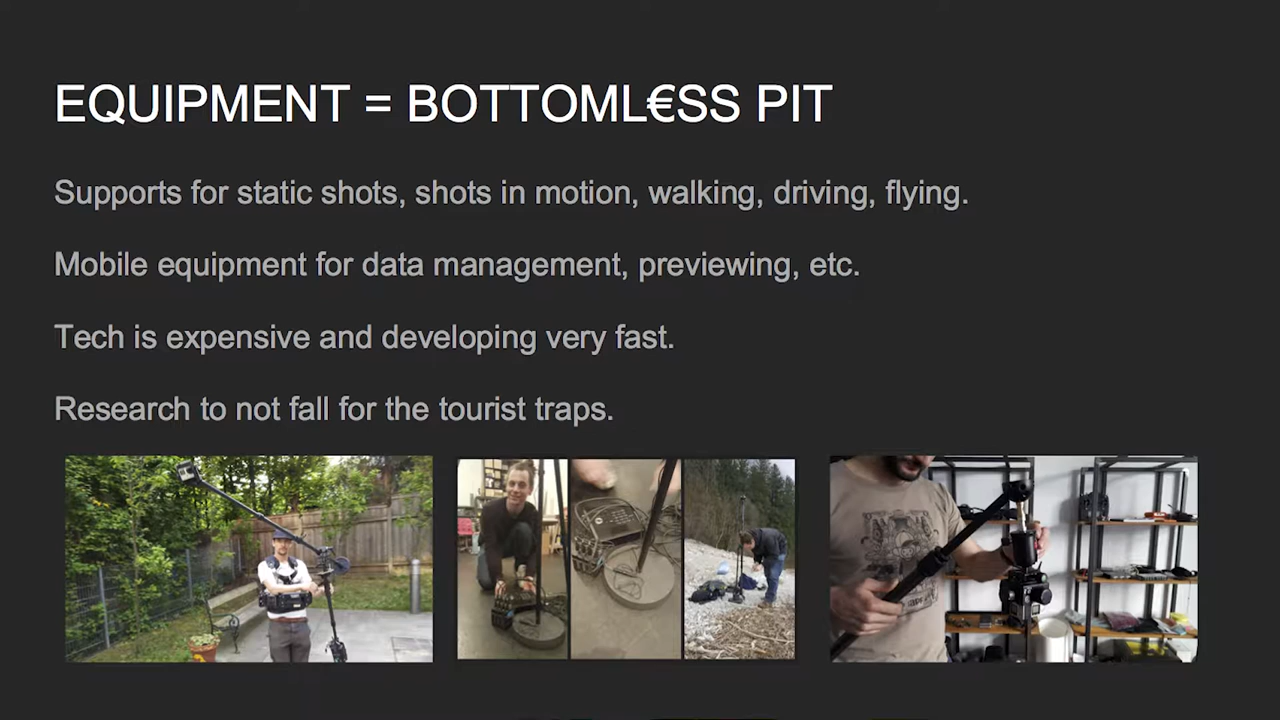 EQUIPMENT = BOTTOML€SS PIT
Supports for static shots, shots in motion, walking, driving, flying.
Mobile equipment for data management, previewing, etc.
Tech is expensive and developing very fast.
Research to not fall for the tourist traps.